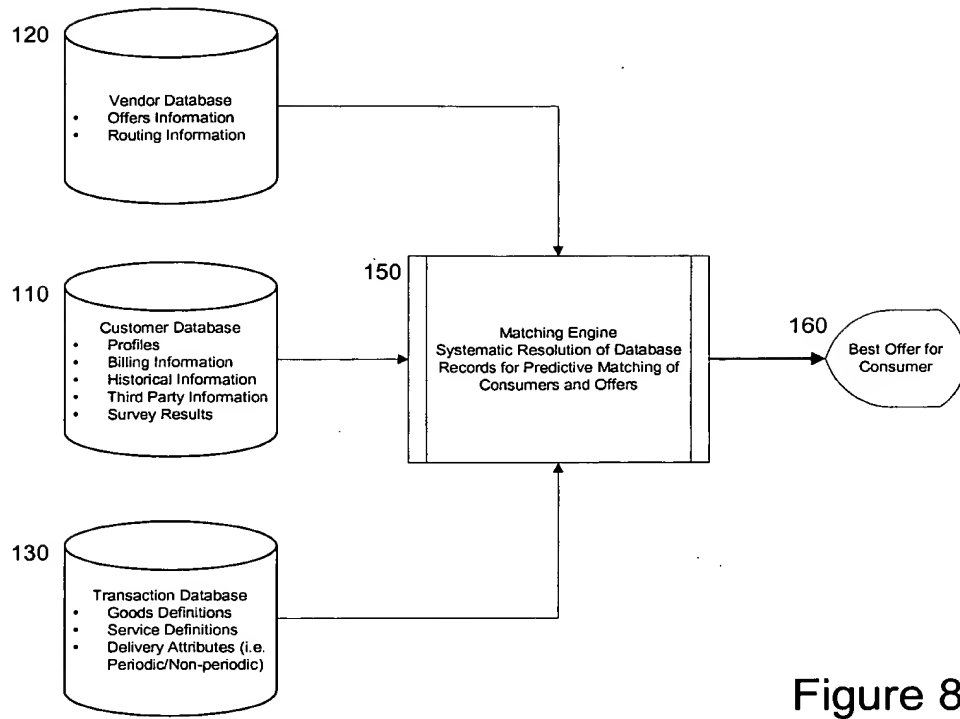 120
Vendor Database
• Offers Information
• Routing Information
110
Customer Database
• Profiles
• Billing Information
• Historical Information
• Third Party Information
• Survey Results
150
Matching Engine
Systematic Resolution of Database
Records for Predictive Matching of
Consumers and Offers
160
Best Offer for
Consumer
130
Transaction Database
• Goods Definitions
• Service Definitions
• Delivery Attributes (i.e.
Periodic/Non-periodic)
Figure 8